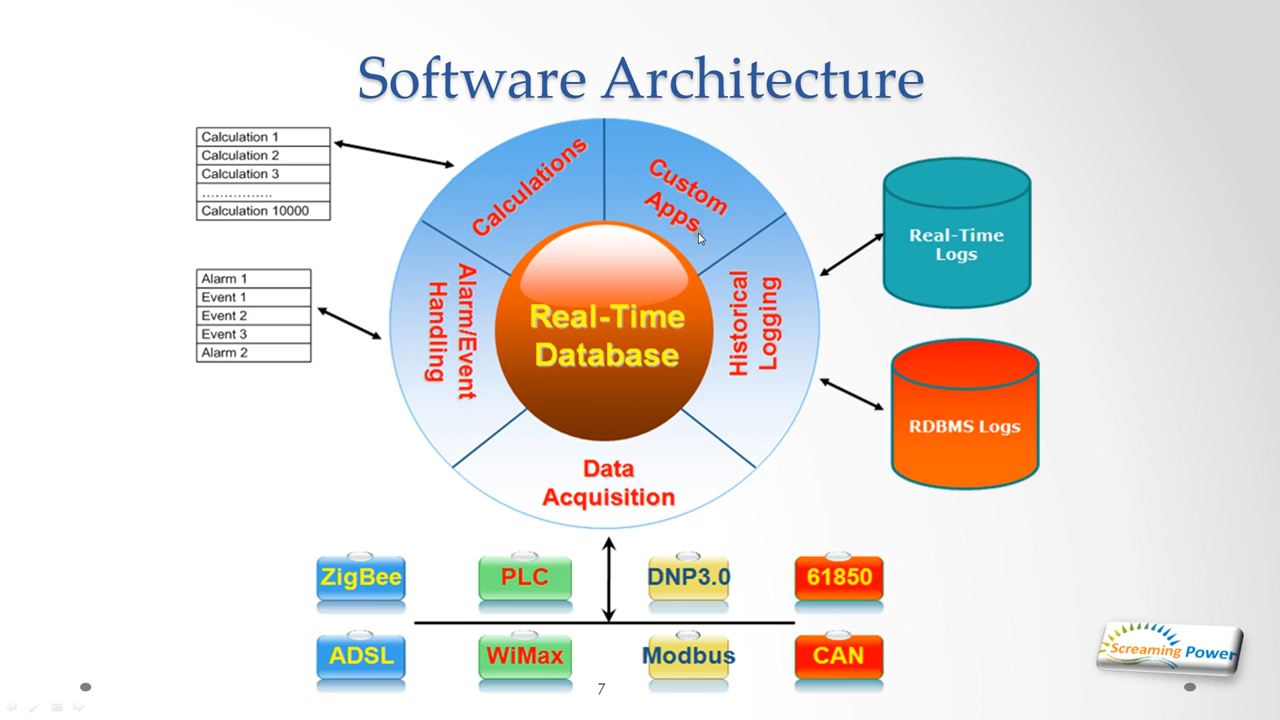 Software Architecture
Calculation 1
Calculation 2
Calculation 3
................
Calculation 10000
Alarm 1
Event 1
Event 2
Event 3
Alarm 2
Calculations
Custom
Apps
Alarm/Event
Handling
Historical
Logging
Data
Acquisition
Real-Time
Database
Real-Time
Logs
RDBMS Logs
ZigBee
PLC
DNP3.0
61850
ADSL
WiMax
Modbus
CAN
Screaming Power
7